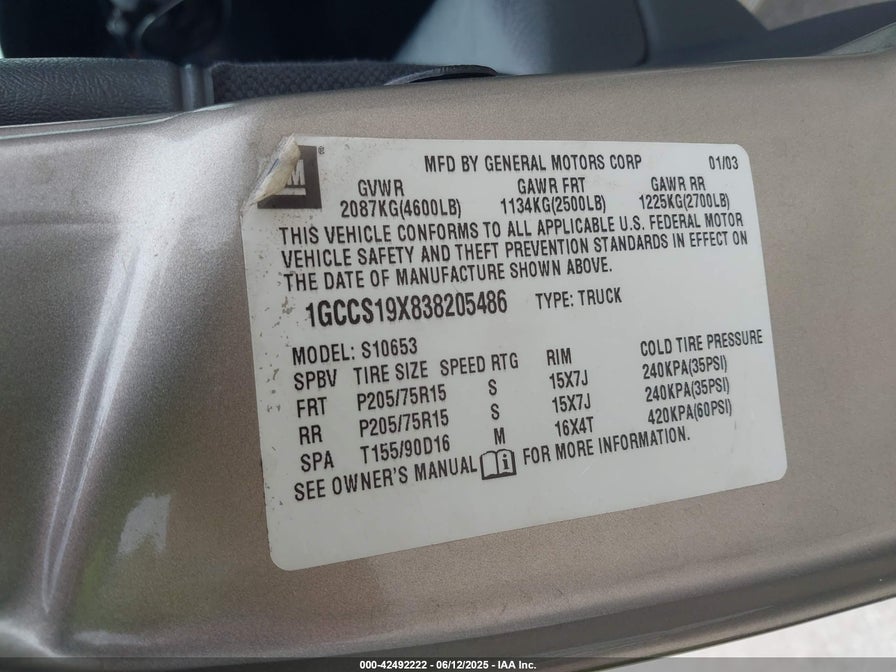 GM®
MFD BY GENERAL MOTORS CORP 01/03
GVWR GAWR FRT GAWR RR
2087KG(4600LB) 1134KG(2500LB) 1225KG(2700LB)
THIS VEHICLE CONFORMS TO ALL APPLICABLE U.S. FEDERAL MOTOR
VEHICLE SAFETY AND THEFT PREVENTION STANDARDS IN EFFECT ON
THE DATE OF MANUFACTURE SHOWN ABOVE.
1GCCS19X838205486 TYPE: TRUCK
MODEL: S10653
SPBV TIRE SIZE SPEED RTG RIM COLD TIRE PRESSURE
FRT P205/75R15 S 15X7J 240KPA(35PSI)
RR P205/75R15 S 15X7J 240KPA(35PSI)
SPA T155/90D16 M 16X4T 420KPA(60PSI)
SEE OWNER'S MANUAL FOR MORE INFORMATION.
000-42492222 - 06/12/2025 - IAA Inc.